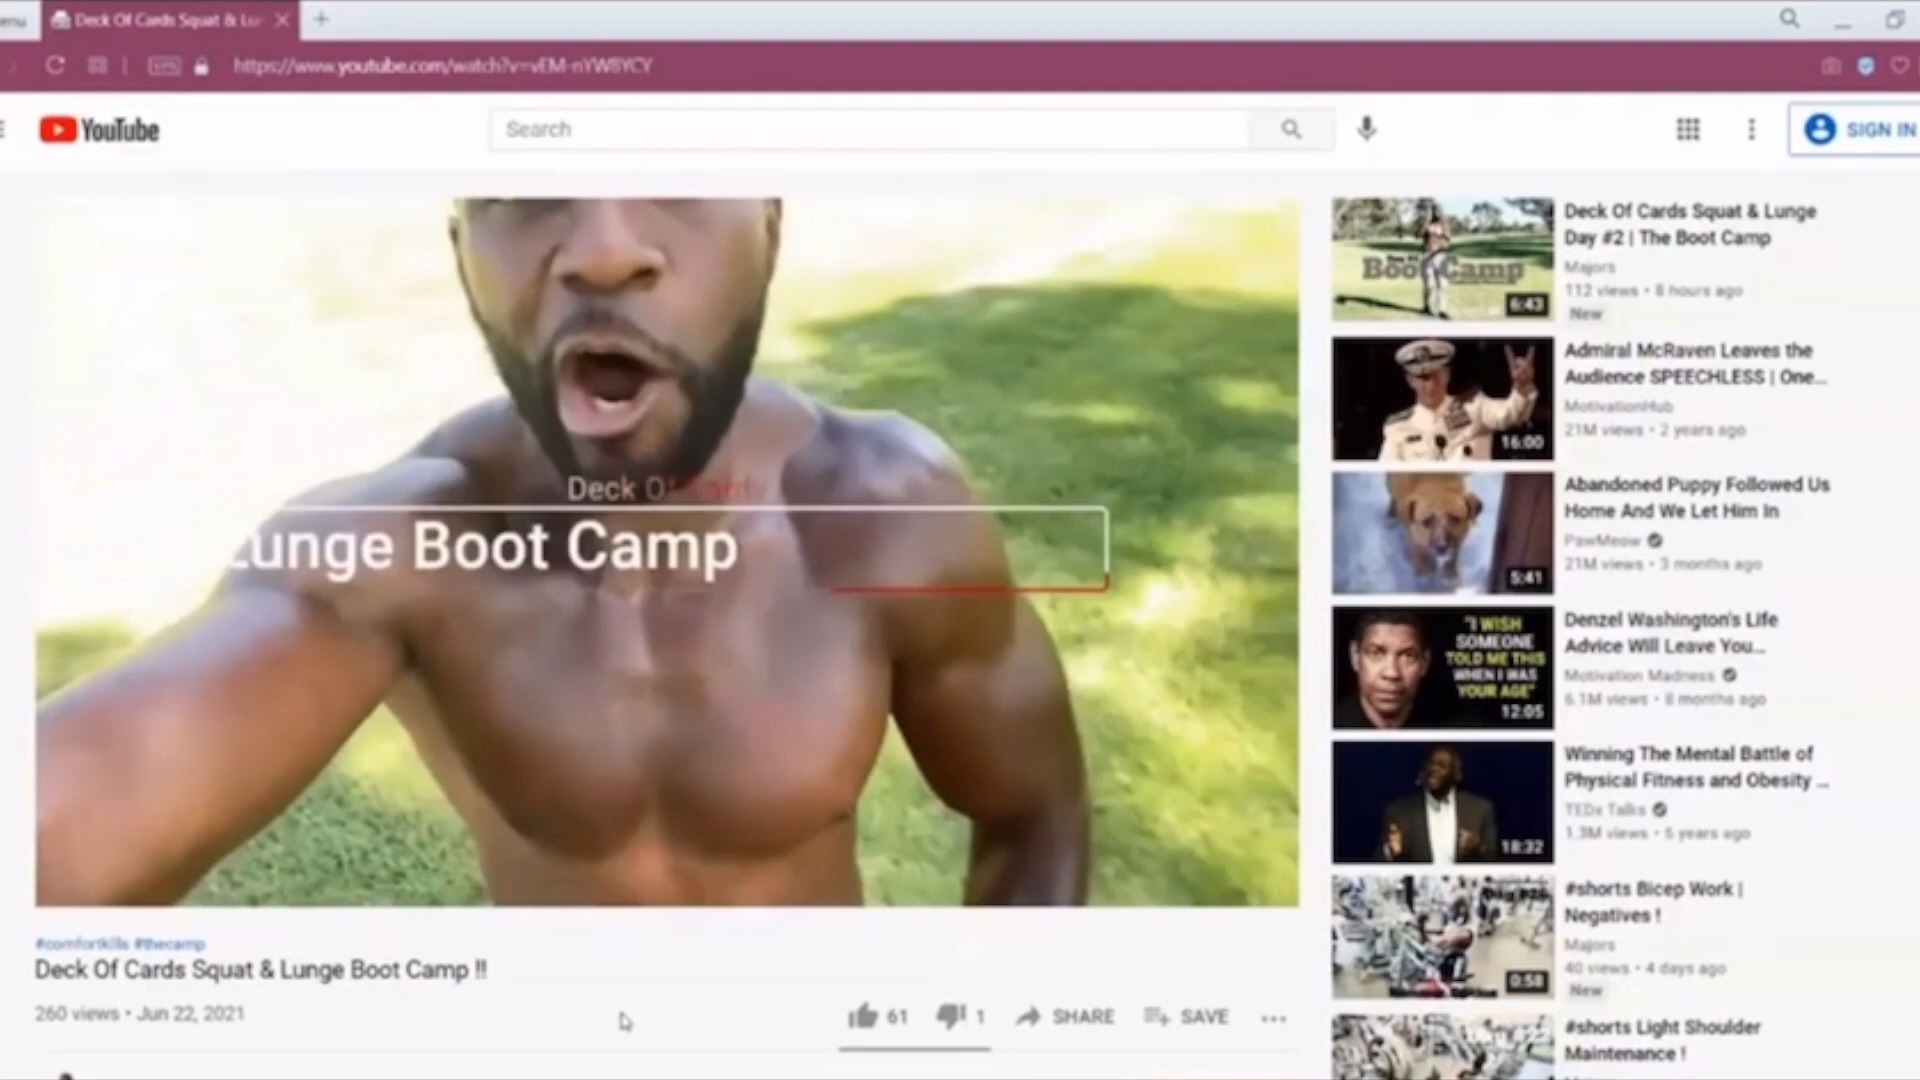 Deck Of Cards Squat & Lu
https://www.youtube.com/watch?v=vEM-nYW8YCY
YouTube
Search
SIGN IN
Deck Of
Lunge Boot Camp
#comfortkills #thecamp
Deck Of Cards Squat & Lunge Boot Camp !!
260 views • Jun 22, 2021
61
1
SHARE
SAVE
Boot Camp
6:43
Deck Of Cards Squat & Lunge
Day #2 | The Boot Camp
Majors
112 views • 8 hours ago
New
16:00
Admiral McRaven Leaves the
Audience SPEECHLESS | One...
MotivationHub
21M views • 2 years ago
5:41
Abandoned Puppy Followed Us
Home And We Let Him In
PawMeow
21M views • 3 months ago
"I WISH
SOMEONE
TOLD ME THIS
WHEN I WAS
YOUR AGE"
12:05
Denzel Washington's Life
Advice Will Leave You...
Motivation Madness
6.1M views • 8 months ago
18:32
Winning The Mental Battle of
Physical Fitness and Obesity ...
TEDx Talks
1.3M views • 6 years ago
0:58
#shorts Bicep Work |
Negatives !
Majors
40 views • 4 days ago
New
#shorts Light Shoulder
Maintenance !